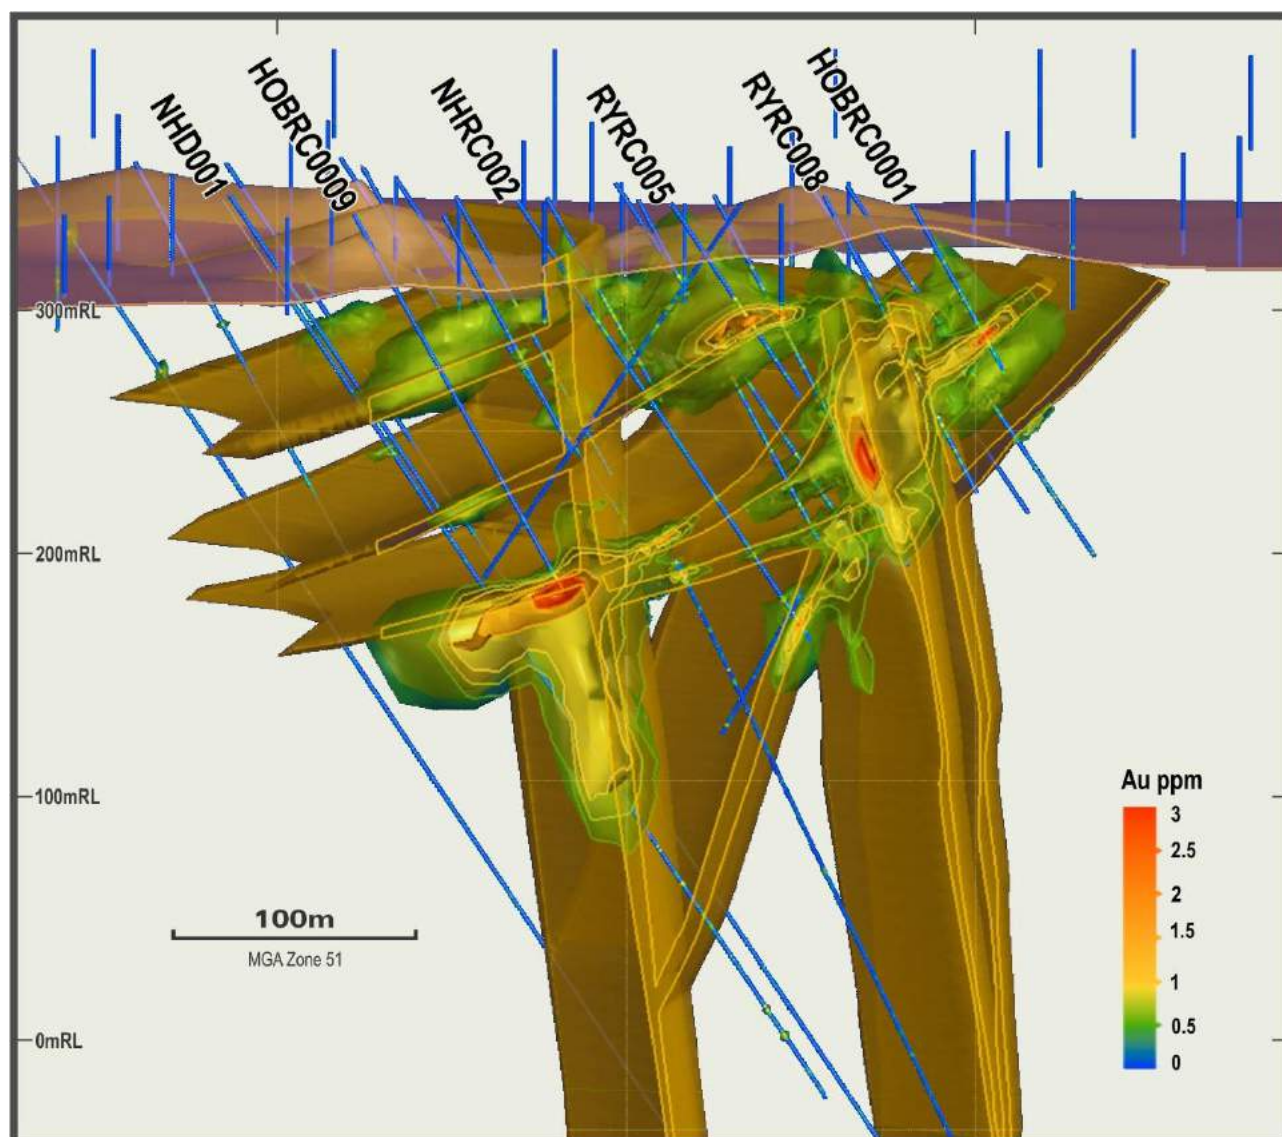 NHD001
HOBRC0009
NHRC002
RYRC005
RYRC008
HOBRC0001
300mRL
200mRL
100mRL
0mRL
100m
MGA Zone 51
Au ppm
3
2.5
2
1.5
1
0.5
0